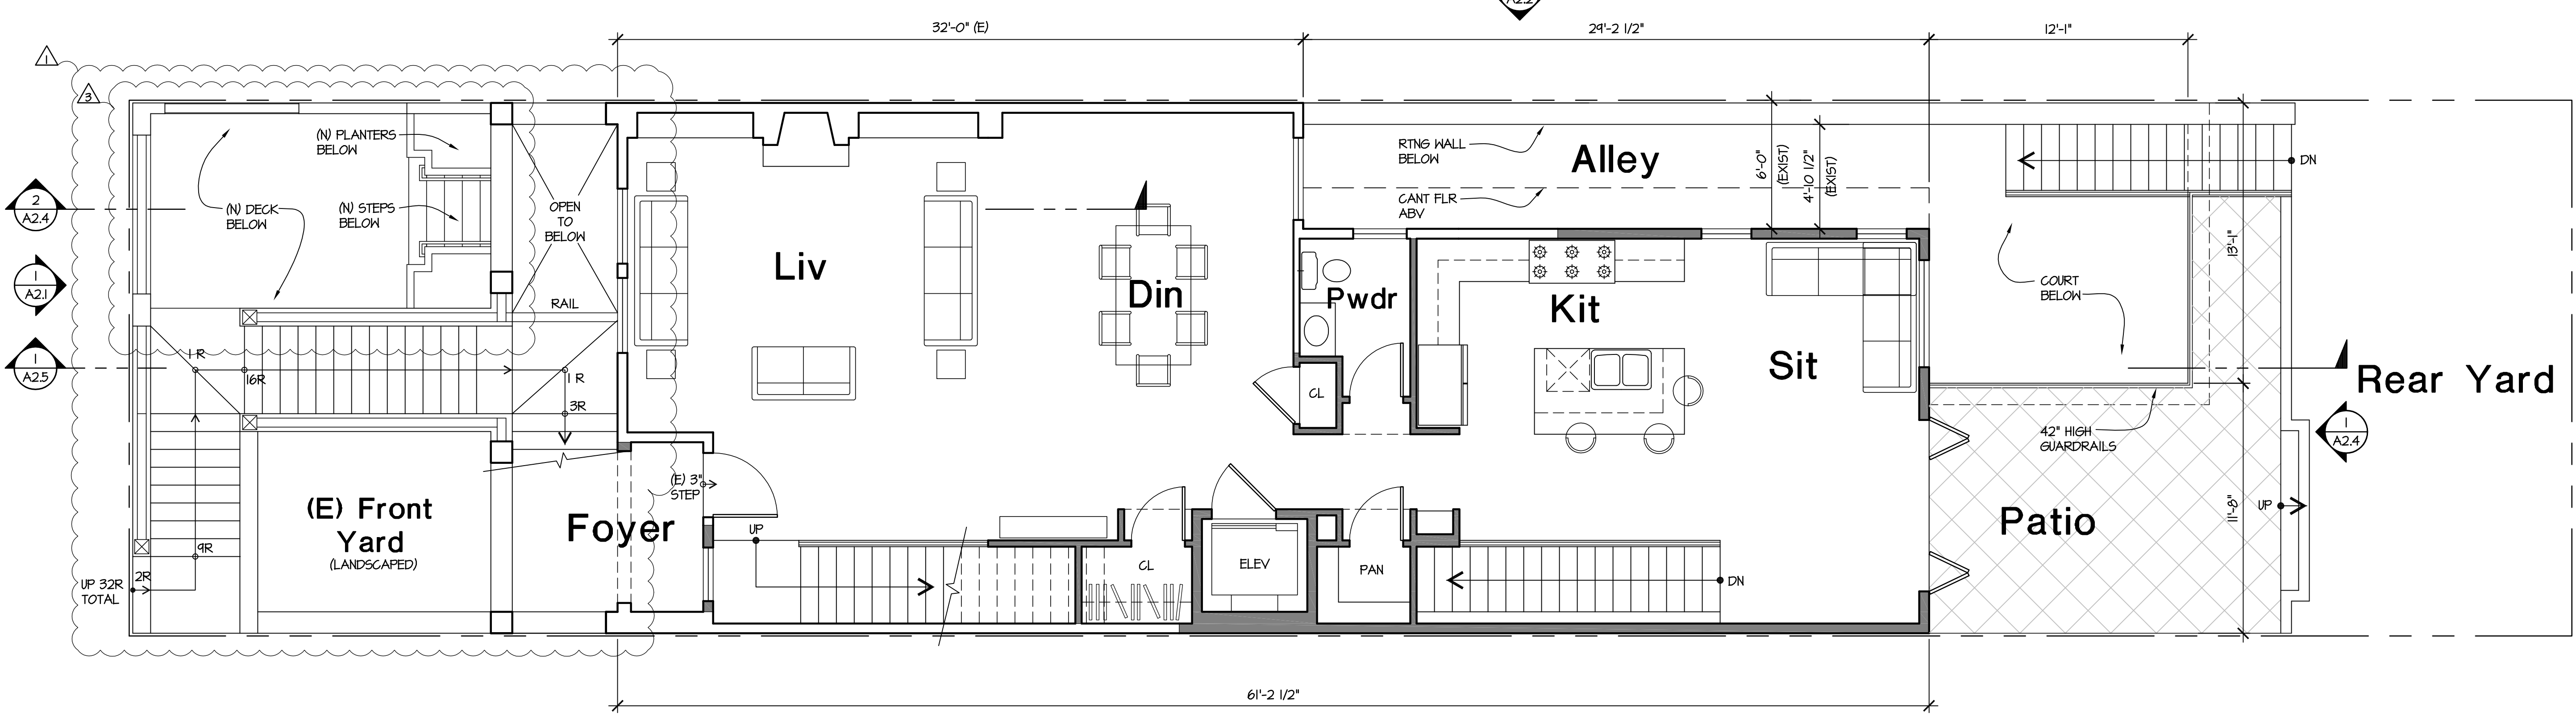 A2.2
32'-0" (E)
29'-2 1/2"
12'-1"
1
3
(N) PLANTERS
BELOW
(N) DECK
BELOW
(N) STEPS
BELOW
OPEN
TO
BELOW
RAIL
2
A2.4
1
A2.1
1
A2.5
1 R
16R
1 R
3R
9R
2R
UP 32R
TOTAL
(E) Front
Yard
(LANDSCAPED)
Foyer
(E) 3"
STEP
UP
Liv
Din
Pwdr
CL
Kit
Sit
CL
ELEV
PAN
DN
RTNG WALL
BELOW
Alley
CANT FLR
ABV
6'-0"
(EXIST)
4'-10 1/2"
(EXIST)
DN
13'-1"
COURT
BELOW
Rear Yard
42" HIGH
GUARDRAILS
1
A2.4
Patio
11'-8"
UP
61'-2 1/2"